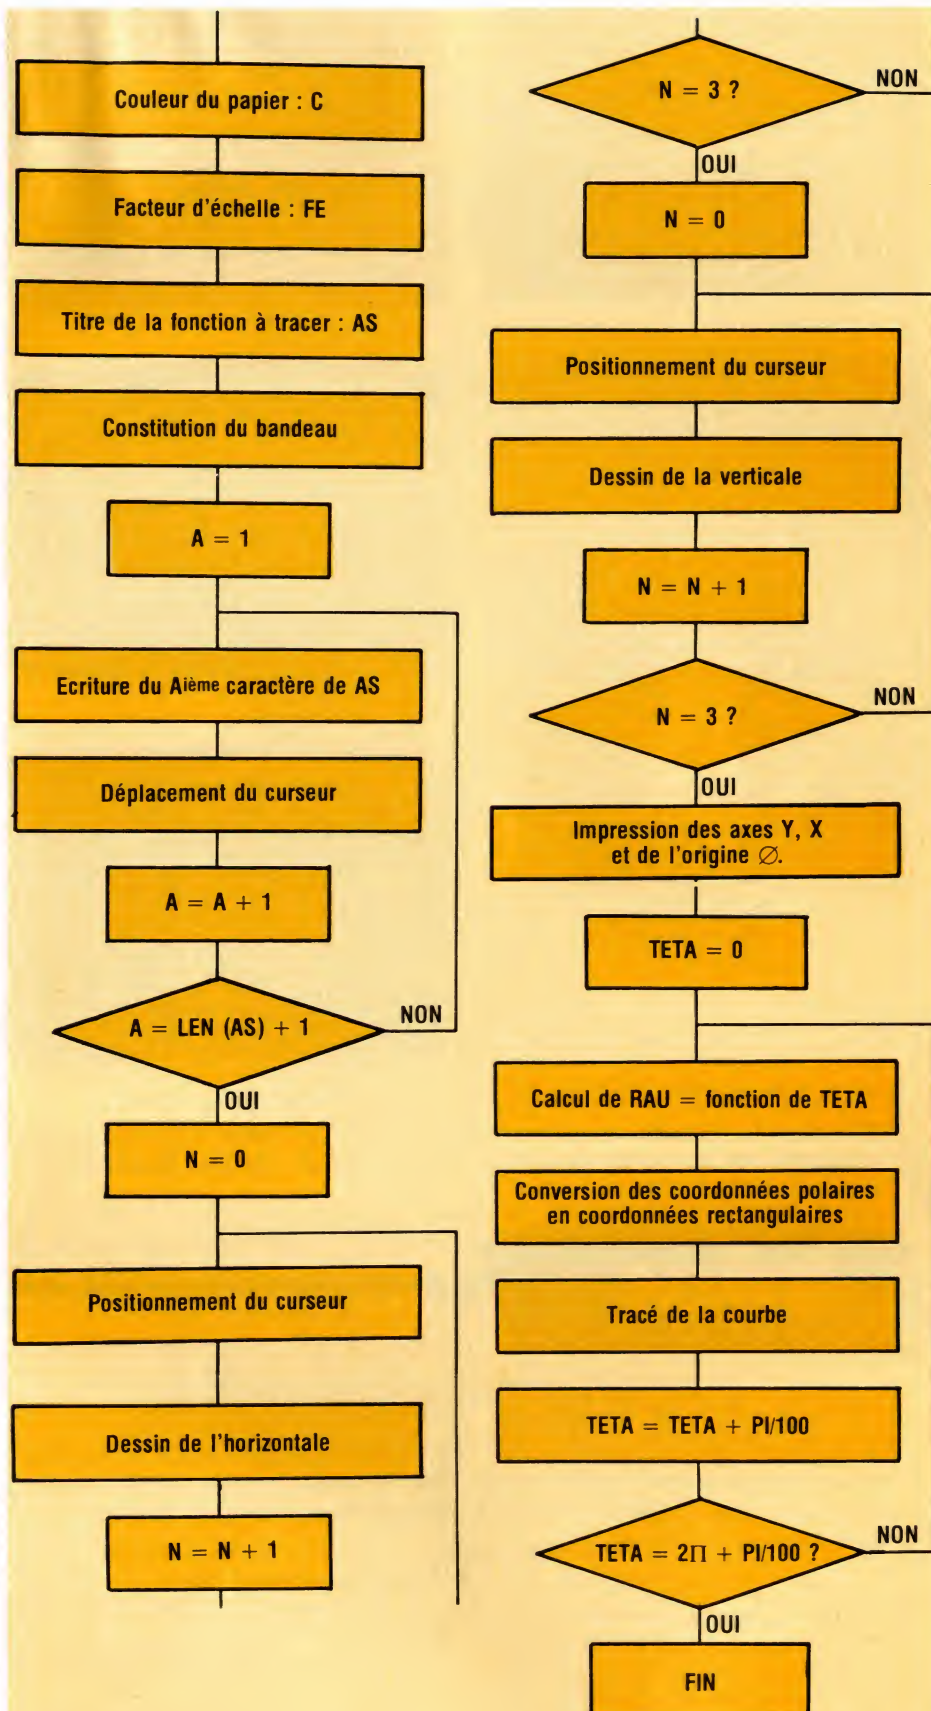 Couleur du papier : C
Facteur d'échelle : FE
Titre de la fonction à tracer : AS
Constitution du bandeau
A = 1
Ecriture du Aième caractère de AS
Déplacement du curseur
A = A + 1
A = LEN (AS) + 1
NON
OUI
N = 0
Positionnement du curseur
Dessin de l'horizontale
N = N + 1
N = 3 ?
NON
OUI
N = 0
Positionnement du curseur
Dessin de la verticale
N = N + 1
N = 3 ?
NON
OUI
Impression des axes Y, X
et de l'origine ∅.
TETA = 0
Calcul de RAU = fonction de TETA
Conversion des coordonnées polaires
en coordonnées rectangulaires
Tracé de la courbe
TETA = TETA + PI/100
TETA = 2Π + PI/100 ?
NON
OUI
FIN